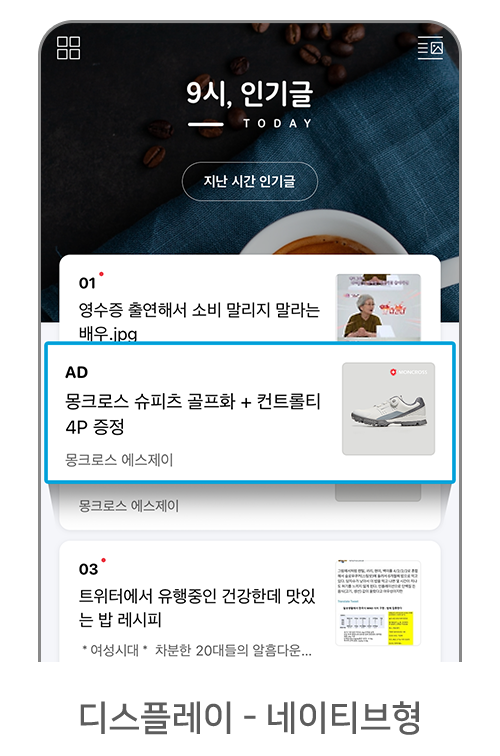 9시, 인기글
TODAY
지난 시간 인기글
01
영수증 출연해서 소비 말리지 말라는
배우.jpg
AD
몽크로스 슈피츠 골프화 + 컨트롤티
4P 증정
몽크로스 에스제이
몽크로스 에스제이
03
트위터에서 유행중인 건강한데 맛있
는 밥 레시피
*여성시대* 차분한 20대들의 알흠다운...
디스플레이 - 네이티브형